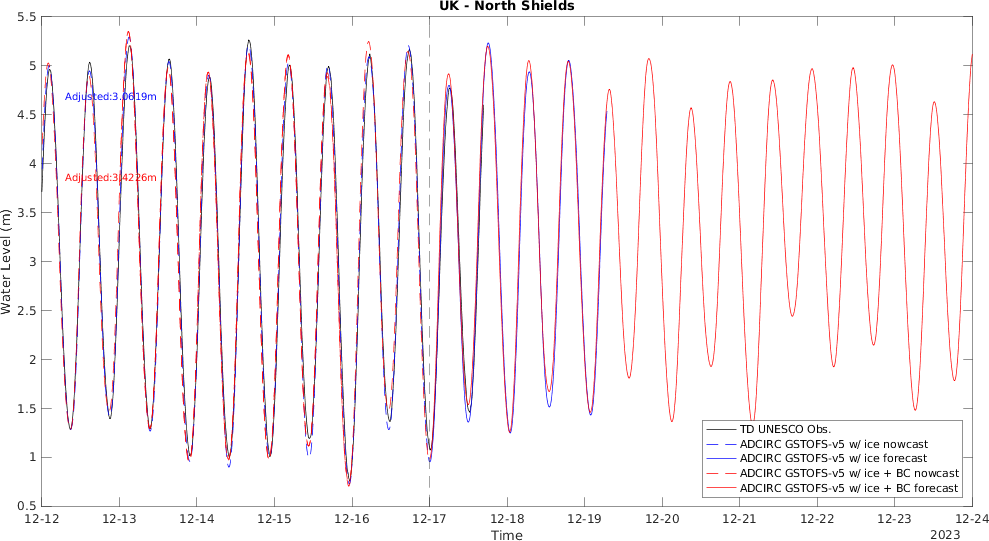 UK - North Shields
5.5
5
4.5
4
3.5
3
2.5
2
1.5
1
0.5
Water Level (m)
Adjusted:3.0619m
Adjusted:3.4226m
TD UNESCO Obs.
ADCIRC GSTOFS-v5 w/ ice nowcast
ADCIRC GSTOFS-v5 w/ ice forecast
ADCIRC GSTOFS-v5 w/ ice + BC nowcast
ADCIRC GSTOFS-v5 w/ ice + BC forecast
12-12 12-13 12-14 12-15 12-16 12-17 12-18 12-19 12-20 12-21 12-22 12-23 12-24
Time
2023